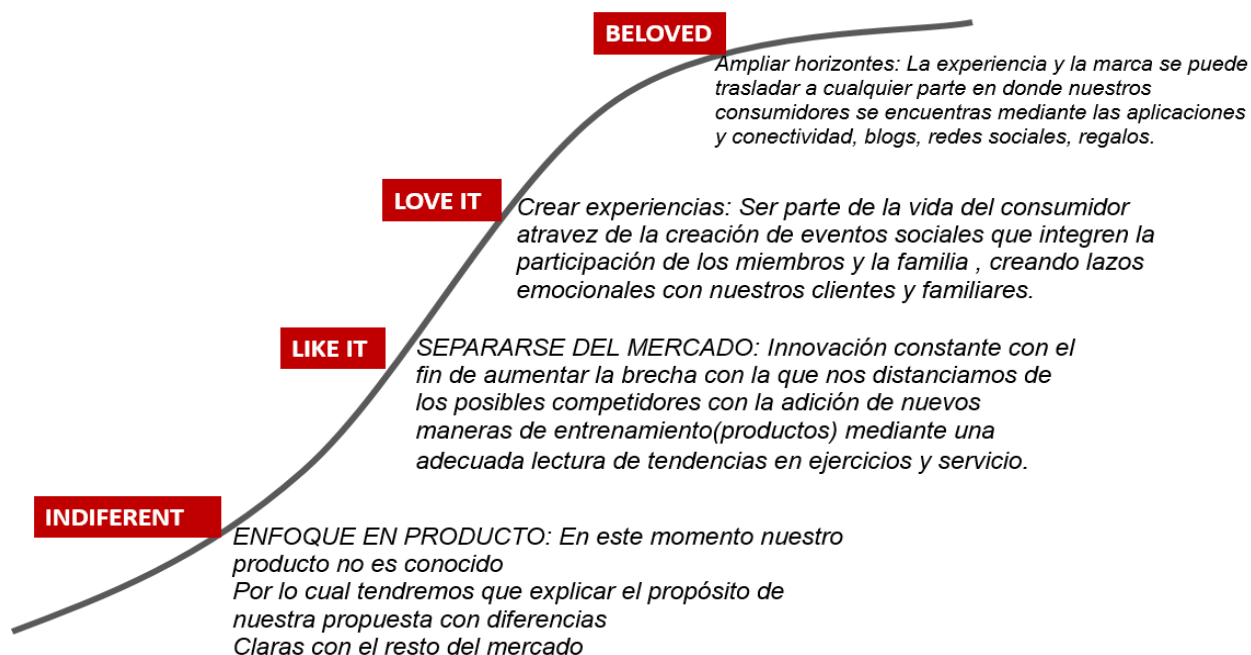 BELOVED
Ampliar horizontes: La experiencia y la marca se puede
trasladar a cualquier parte en donde nuestros
consumidores se encuentras mediante las aplicaciones
y conectividad, blogs, redes sociales, regalos.
LOVE IT
Crear experiencias: Ser parte de la vida del consumidor
atravez de la creación de eventos sociales que integren la
participación de los miembros y la familia , creando lazos
emocionales con nuestros clientes y familiares.
LIKE IT
SEPARARSE DEL MERCADO: Innovación constante con el
fin de aumentar la brecha con la que nos distanciamos de
los posibles competidores con la adición de nuevos
maneras de entrenamiento(productos) mediante una
adecuada lectura de tendencias en ejercicios y servicio.
INDIFERENT
ENFOQUE EN PRODUCTO: En este momento nuestro
producto no es conocido
Por lo cual tendremos que explicar el propósito de
nuestra propuesta con diferencias
Claras con el resto del mercado